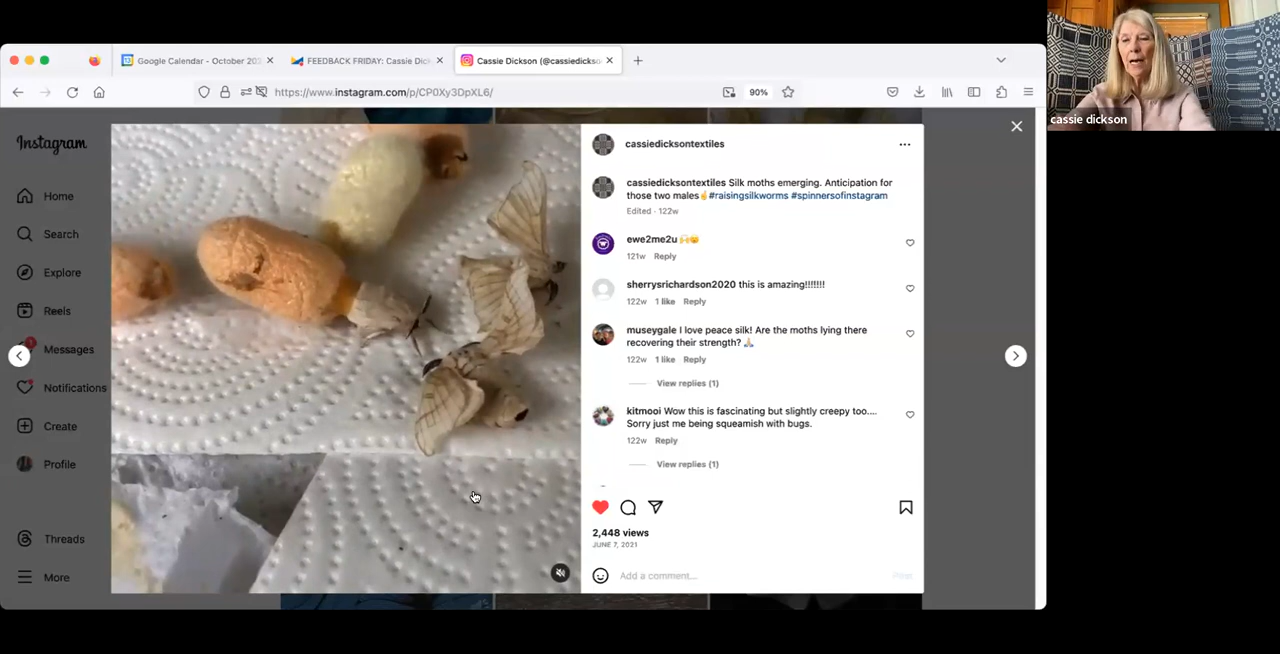 Google Calendar - October 202
FEEDBACK FRIDAY: Cassie Dick
Cassie Dickson (@cassiedickso
https://www.instagram.com/p/CP0Xy3DpXL6/
90%
cassie dickson
Instagram
Home
Search
Explore
Reels
1
Messages
Notifications
Create
Profile
Threads
More
cassiedicksontextiles
cassiedicksontextiles Silk moths emerging. Anticipation for
those two males☝️#raisingsilkworms #spinnersofinstagram
Edited · 122w
ewe2me2u
121w Reply
sherrysrichardson2020 this is amazing!!!!!!!
122w 1 like Reply
museygale I love peace silk! Are the moths lying there
recovering their strength? 🙏🏼
122w 1 like Reply
View replies (1)
kitmooi Wow this is fascinating but slightly creepy too....
Sorry just me being squeamish with bugs.
122w Reply
View replies (1)
2,448 views
JUNE 7, 2021
Add a comment...
Post